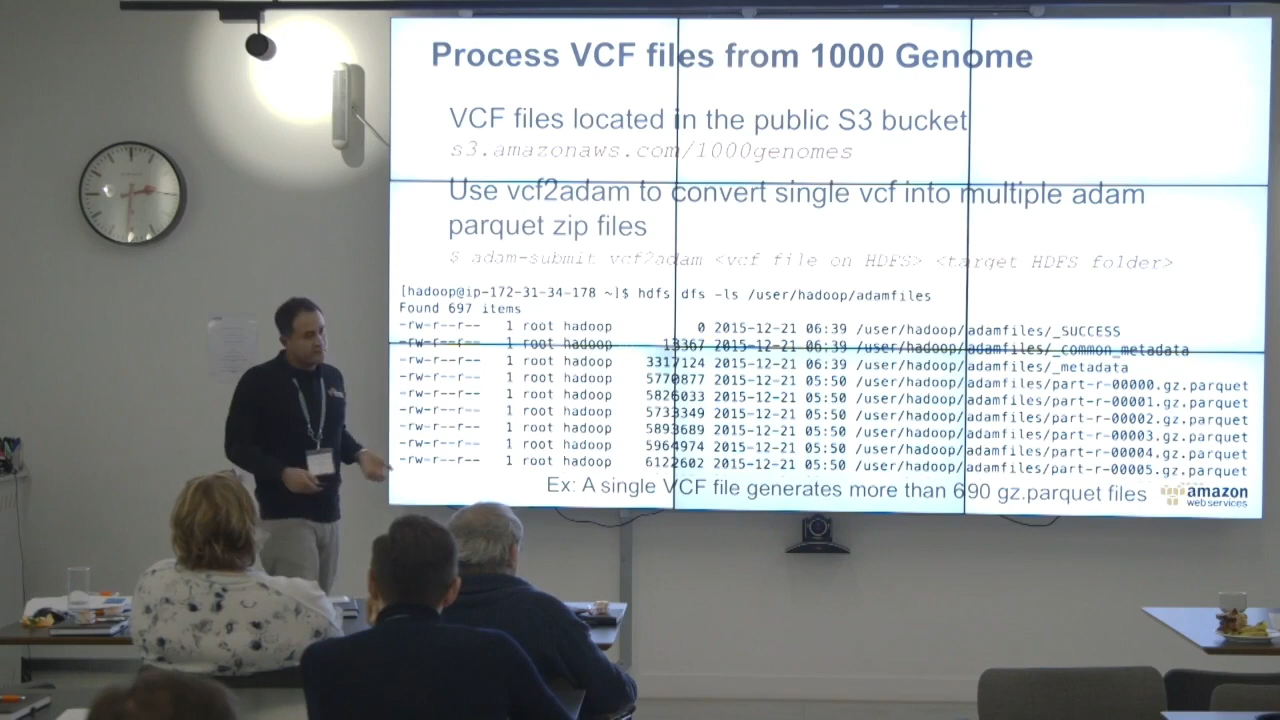 Process VCF files from 1000 Genome
VCF files located in the public S3 bucket
s3.amazonaws.com/1000genomes
Use vcf2adam to convert single vcf into multiple adam
parquet zip files
$ adam-submit vcf2adam <vcf file on HDFS> <target HDFS folder>
[hadoop@ip-172-31-34-178 ~]$ hdfs dfs -ls /user/hadoop/adamfiles
Found 697 items
-rw-r--r-- 1 root hadoop 0 2015-12-21 06:39 /user/hadoop/adamfiles/_SUCCESS
-rw-r--r-- 1 root hadoop 13367 2015-12-21 06:39 /user/hadoop/adamfiles/_common_metadata
-rw-r--r-- 1 root hadoop 3317124 2015-12-21 06:39 /user/hadoop/adamfiles/_metadata
-rw-r--r-- 1 root hadoop 5770877 2015-12-21 05:50 /user/hadoop/adamfiles/part-r-00000.gz.parquet
-rw-r--r-- 1 root hadoop 5826033 2015-12-21 05:50 /user/hadoop/adamfiles/part-r-00001.gz.parquet
-rw-r--r-- 1 root hadoop 5733349 2015-12-21 05:50 /user/hadoop/adamfiles/part-r-00002.gz.parquet
-rw-r--r-- 1 root hadoop 5893689 2015-12-21 05:50 /user/hadoop/adamfiles/part-r-00003.gz.parquet
-rw-r--r-- 1 root hadoop 5964974 2015-12-21 05:50 /user/hadoop/adamfiles/part-r-00004.gz.parquet
-rw-r--r-- 1 root hadoop 6122602 2015-12-21 05:50 /user/hadoop/adamfiles/part-r-00005.gz.parquet
Ex: A single VCF file generates more than 690 gz.parquet files
amazon
webservices